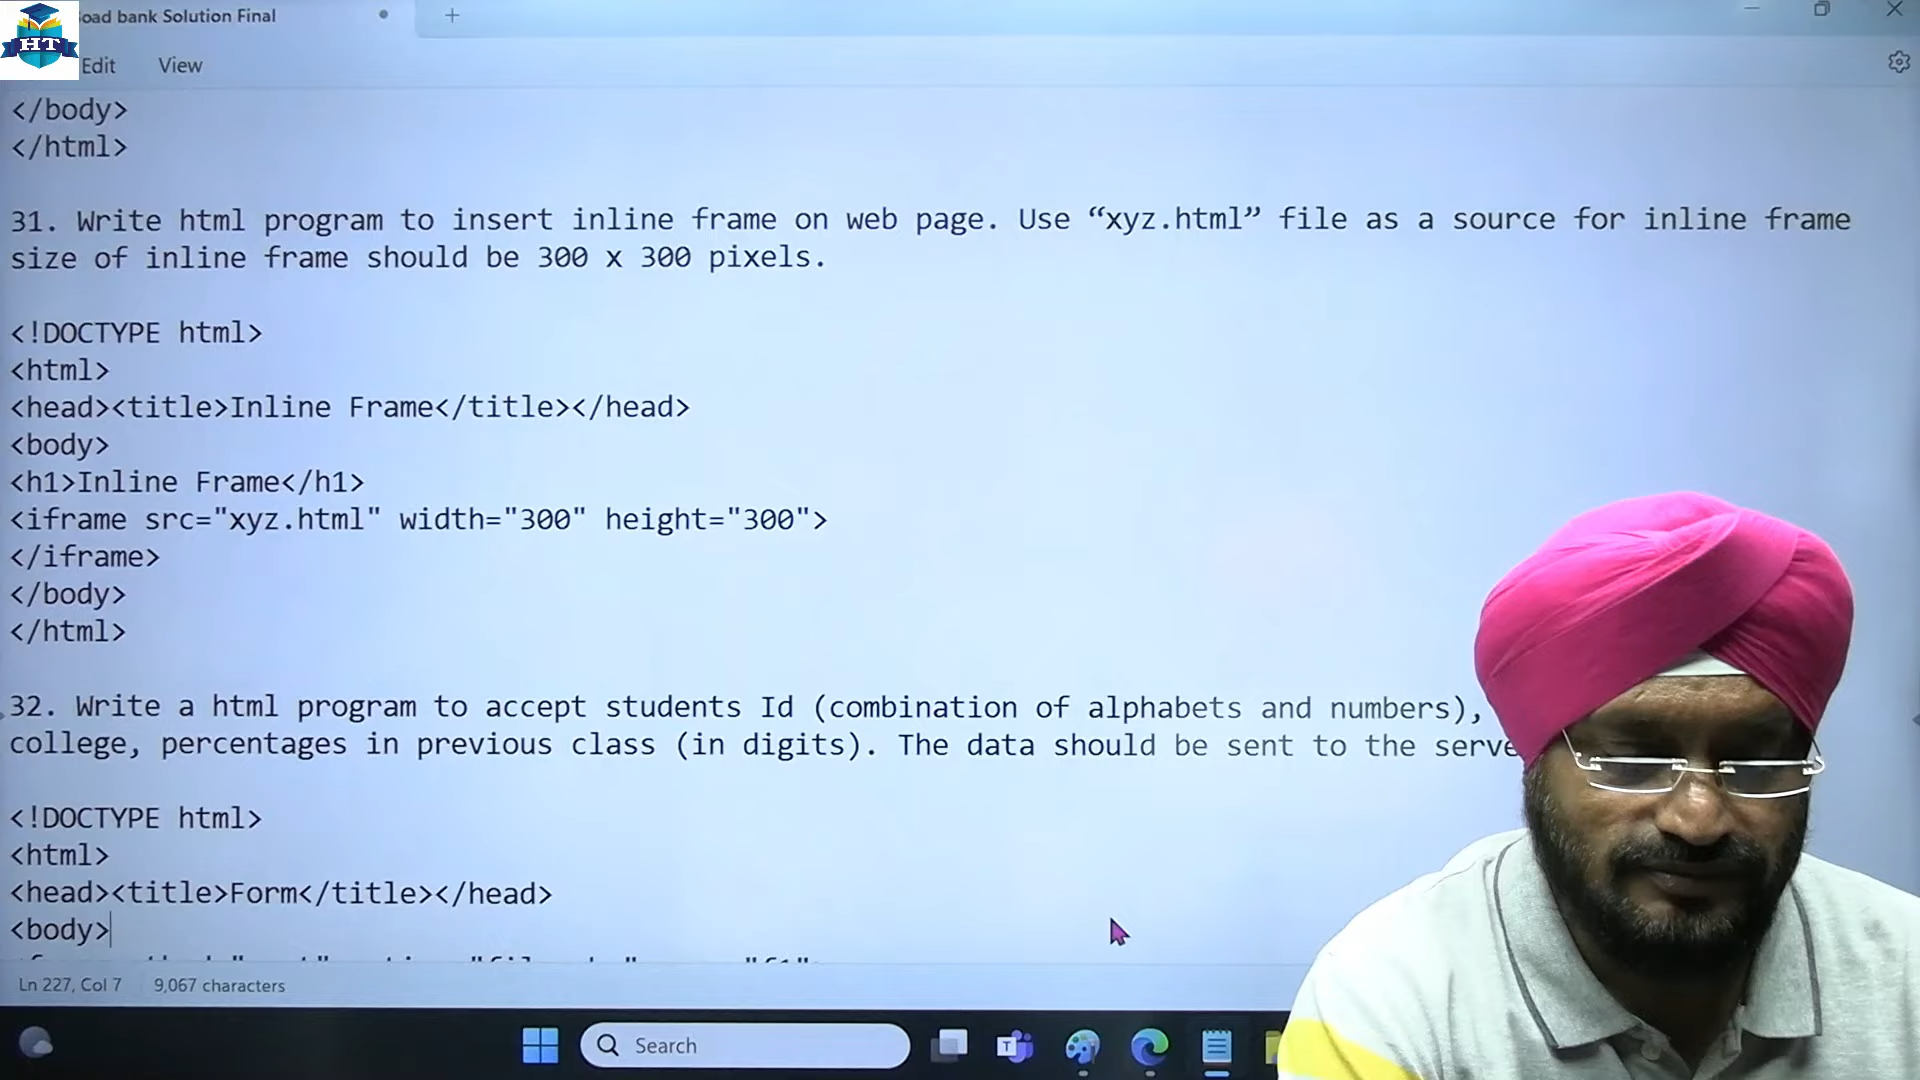 oad bank Solution Final
HT
Edit View
</body>
</html>
31. Write html program to insert inline frame on web page. Use “xyz.html” file as a source for inline frame
size of inline frame should be 300 x 300 pixels.
<!DOCTYPE html>
<html>
<head><title>Inline Frame</title></head>
<body>
<h1>Inline Frame</h1>
<iframe src="xyz.html" width="300" height="300">
</iframe>
</body>
</html>
32. Write a html program to accept students Id (combination of alphabets and numbers),
college, percentages in previous class (in digits). The data should be sent to the serve
<!DOCTYPE html>
<html>
<head><title>Form</title></head>
<body>
Ln 227, Col 7 9,067 characters
Search